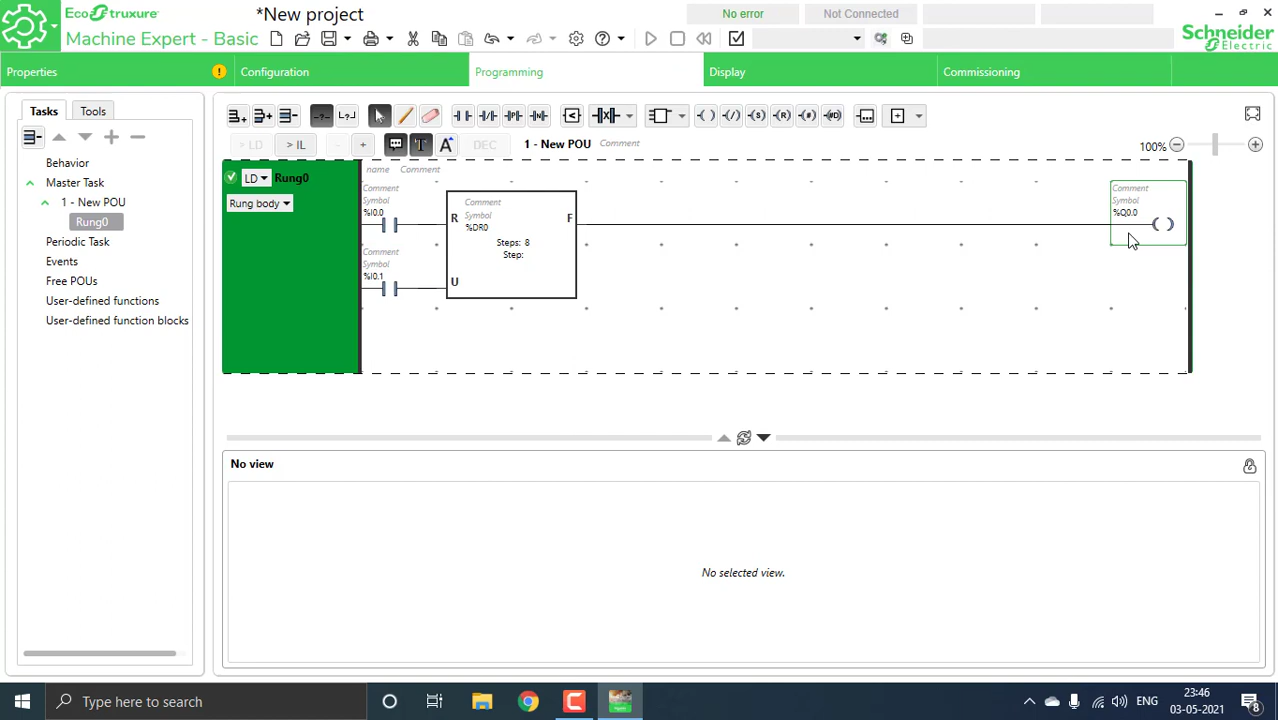 EcoStruxure
Machine Expert - Basic
*New project
No error
Not Connected
Schneider
Electric
Properties
Configuration
Programming
Display
Commissioning
Tasks
Tools
Behavior
Master Task
1 - New POU
Rung0
Periodic Task
Events
Free POUs
User-defined functions
User-defined function blocks
> LD
> IL
-
+
T
A
DEC
1 - New POU
Comment
100%
LD
Rung0
name
Comment
Rung body
Comment
Symbol
%I0.0
Comment
Symbol
%I0.1
Comment
Symbol
%DR0
R
F
Steps: 8
Step:
U
Comment
Symbol
%Q0.0
No view
No selected view.
Type here to search
ENG
23:46
03-05-2021
8